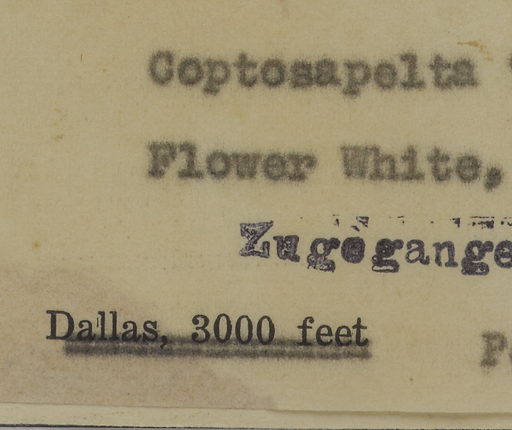 Coptosapelta
Flower White,
Zugegange
Dallas, 3000 feet